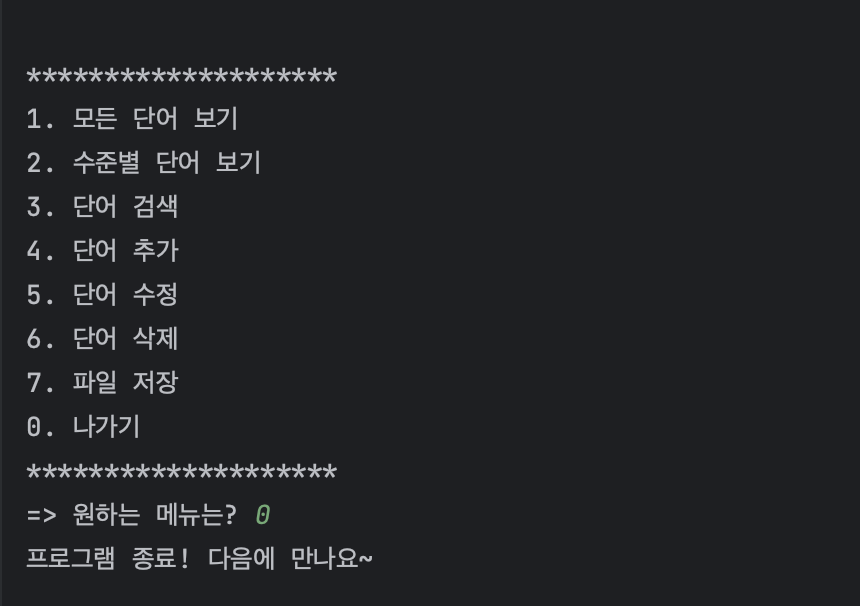 ********************
1. 모든 단어 보기
2. 수준별 단어 보기
3. 단어 검색
4. 단어 추가
5. 단어 수정
6. 단어 삭제
7. 파일 저장
0. 나가기
********************
=> 원하는 메뉴는? 0
프로그램 종료! 다음에 만나요~